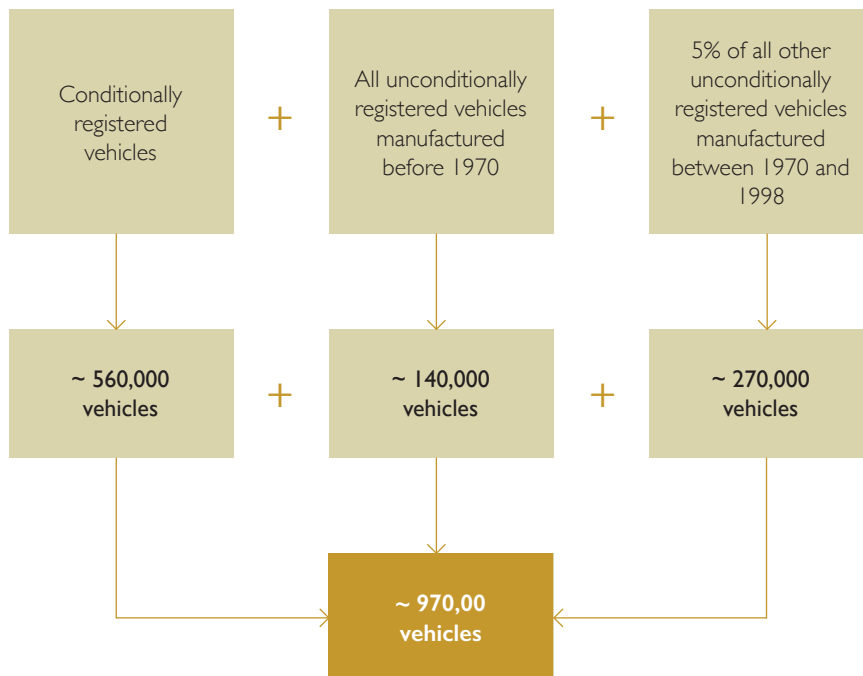 Conditionally
registered
vehicles
+
All unconditionally
registered vehicles
manufactured
before 1970
+
5% of all other
unconditionally
registered vehicles
manufactured
between 1970 and
1998
~ 560,000
vehicles
+
~ 140,000
vehicles
+
~ 270,000
vehicles
~ 970,00
vehicles